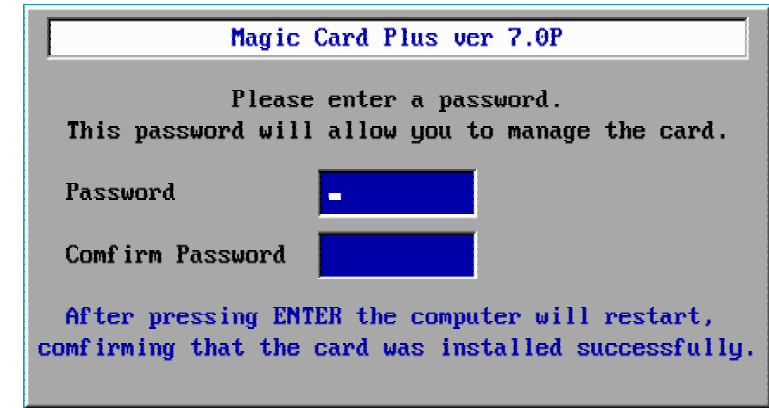 Magic Card Plus ver 7.0P
Please enter a password.
This password will allow you to manage the card.
Password
Comfirm Password
After pressing ENTER the computer will restart,
comfirming that the card was installed successfully.